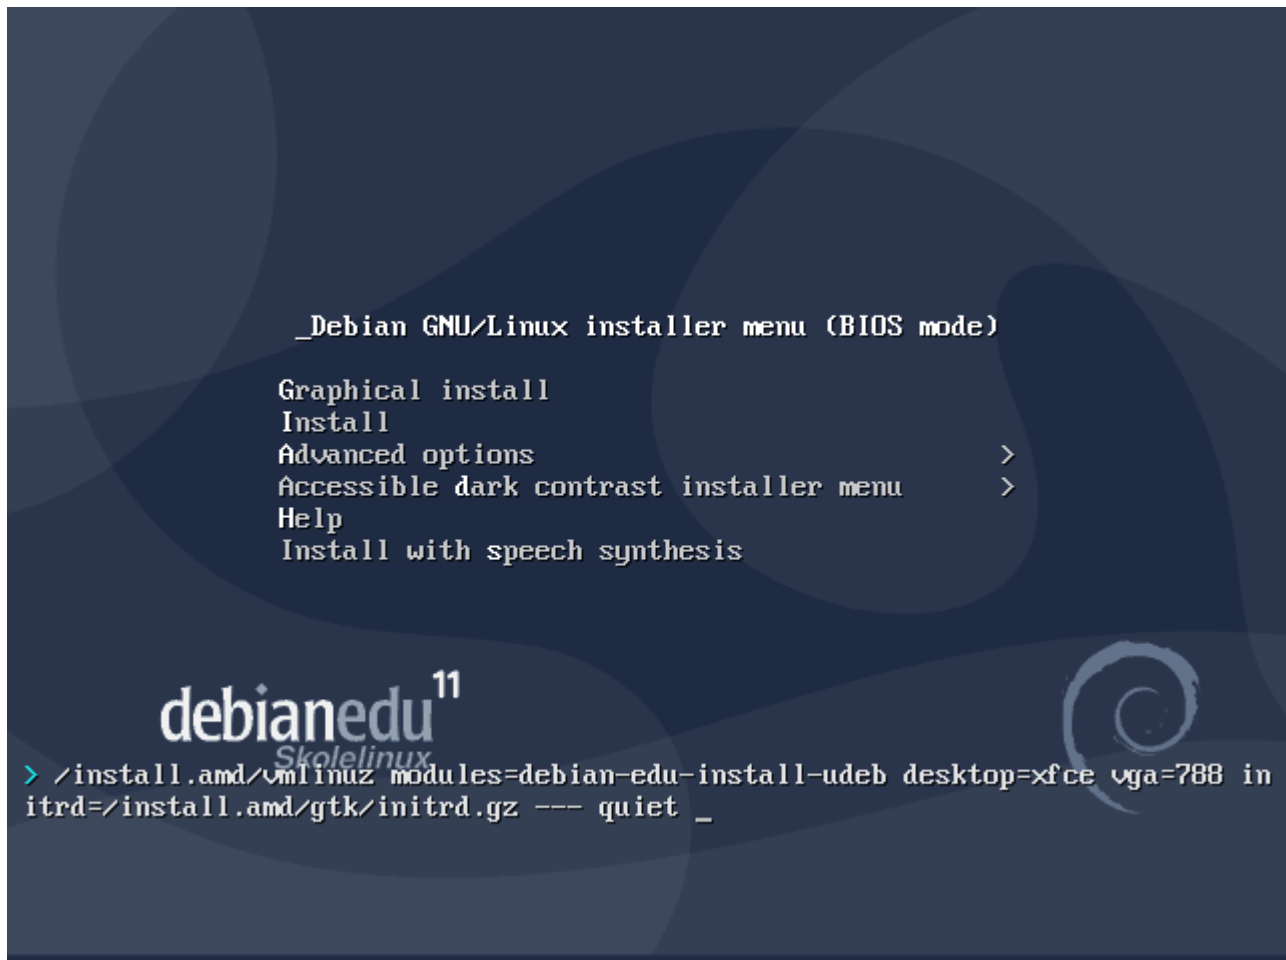 _Debian GNU/Linux installer menu (BIOS mode)
Graphical install
Install
Advanced options >
Accessible dark contrast installer menu >
Help
Install with speech synthesis
debianedu 11
Skolelinux
> /install.amd/vmlinuz modules=debian-edu-install-udeb desktop=xfce vga=788 in
itrd=/install.amd/gtk/initrd.gz --- quiet _